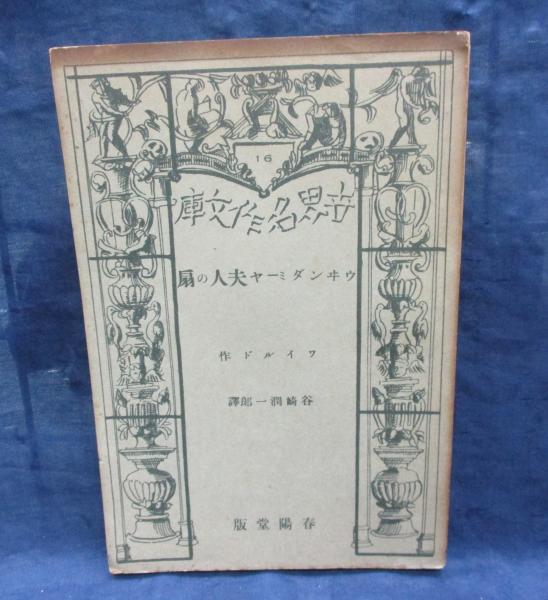 16
世界名作文庫
ウヰンダミーヤ夫人の扇
ワイルド作
谷崎潤一郎譯
春陽堂版